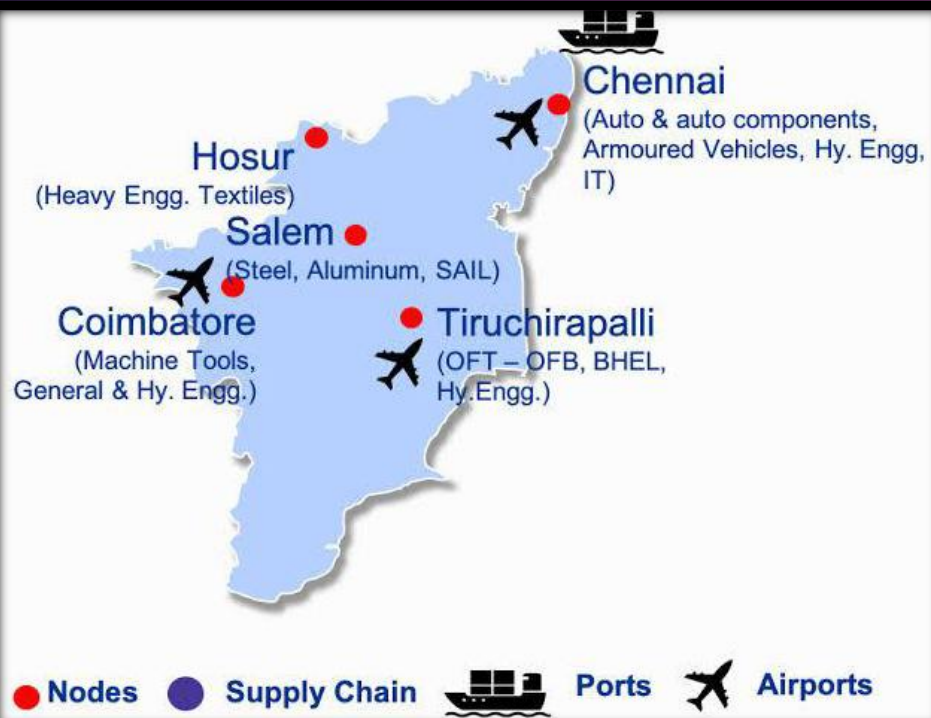 Chennai
(Auto & auto components,
Armoured Vehicles, Hy. Engg,
IT)
Hosur
(Heavy Engg. Textiles)
Salem
(Steel, Aluminum, SAIL)
Coimbatore
(Machine Tools,
General & Hy. Engg.)
Tiruchirapalli
(OFT – OFB, BHEL,
Hy.Engg.)
Nodes Supply Chain Ports Airports